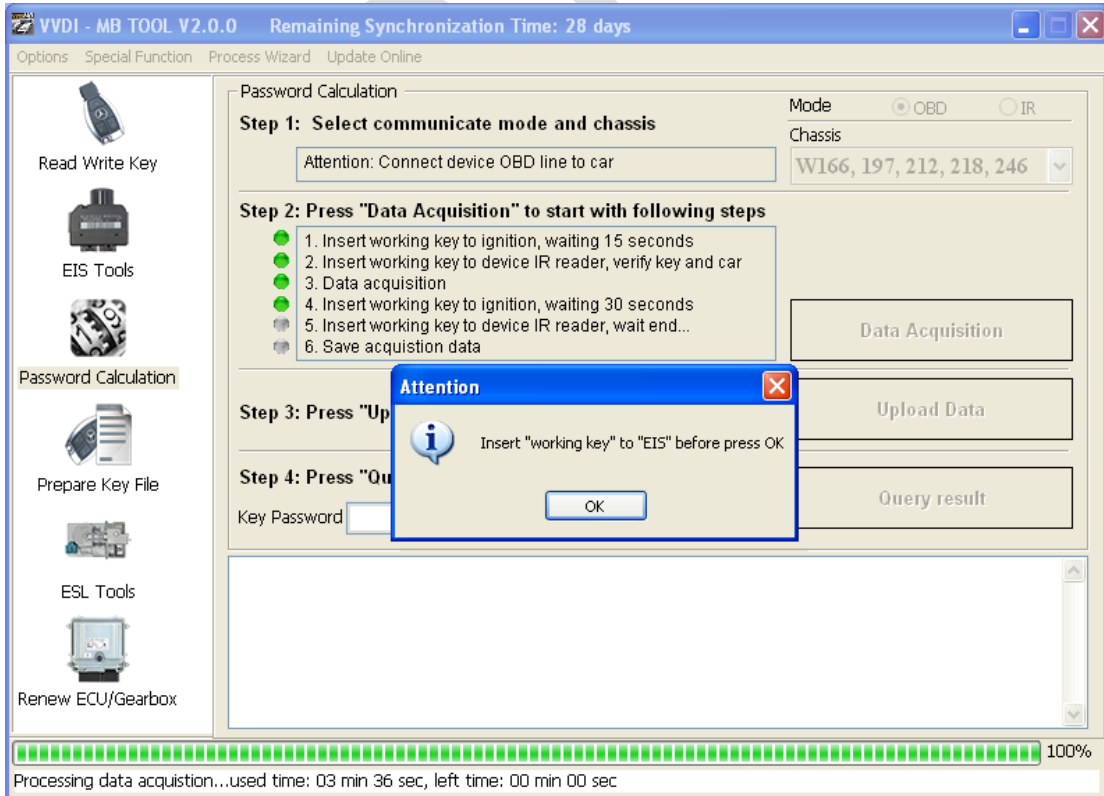 VVDI - MB TOOL V2.0.0 Remaining Synchronization Time: 28 days
Options Special Function Process Wizard Update Online
Read Write Key
EIS Tools
Password Calculation
Prepare Key File
ESL Tools
Renew ECU/Gearbox
Password Calculation
Step 1: Select communicate mode and chassis
Mode OBD IR
Chassis
Attention: Connect device OBD line to car
W166, 197, 212, 218, 246
Step 2: Press "Data Acquisition" to start with following steps
1. Insert working key to ignition, waiting 15 seconds
2. Insert working key to device IR reader, verify key and car
3. Data acquisition
4. Insert working key to ignition, waiting 30 seconds
5. Insert working key to device IR reader, wait end...
6. Save acquistion data
Data Acquisition
Attention
Insert "working key" to "EIS" before press OK
OK
Step 3: Press "Up
Upload Data
Step 4: Press "Qu
Key Password
Query result
100%
Processing data acquistion...used time: 03 min 36 sec, left time: 00 min 00 sec